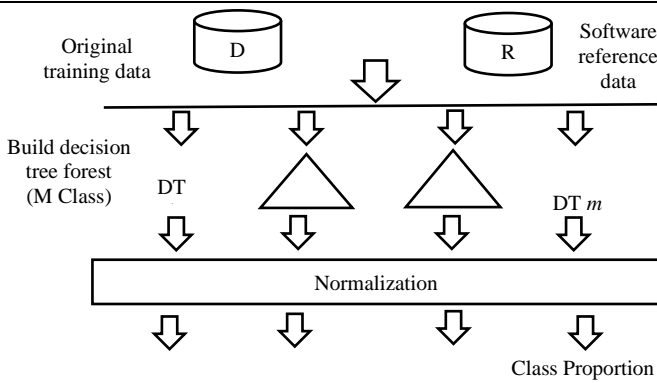 Original
training data
D
R
Software
reference
data
Build decision
tree forest
(M Class)
DT
DT m
Normalization
Class Proportion